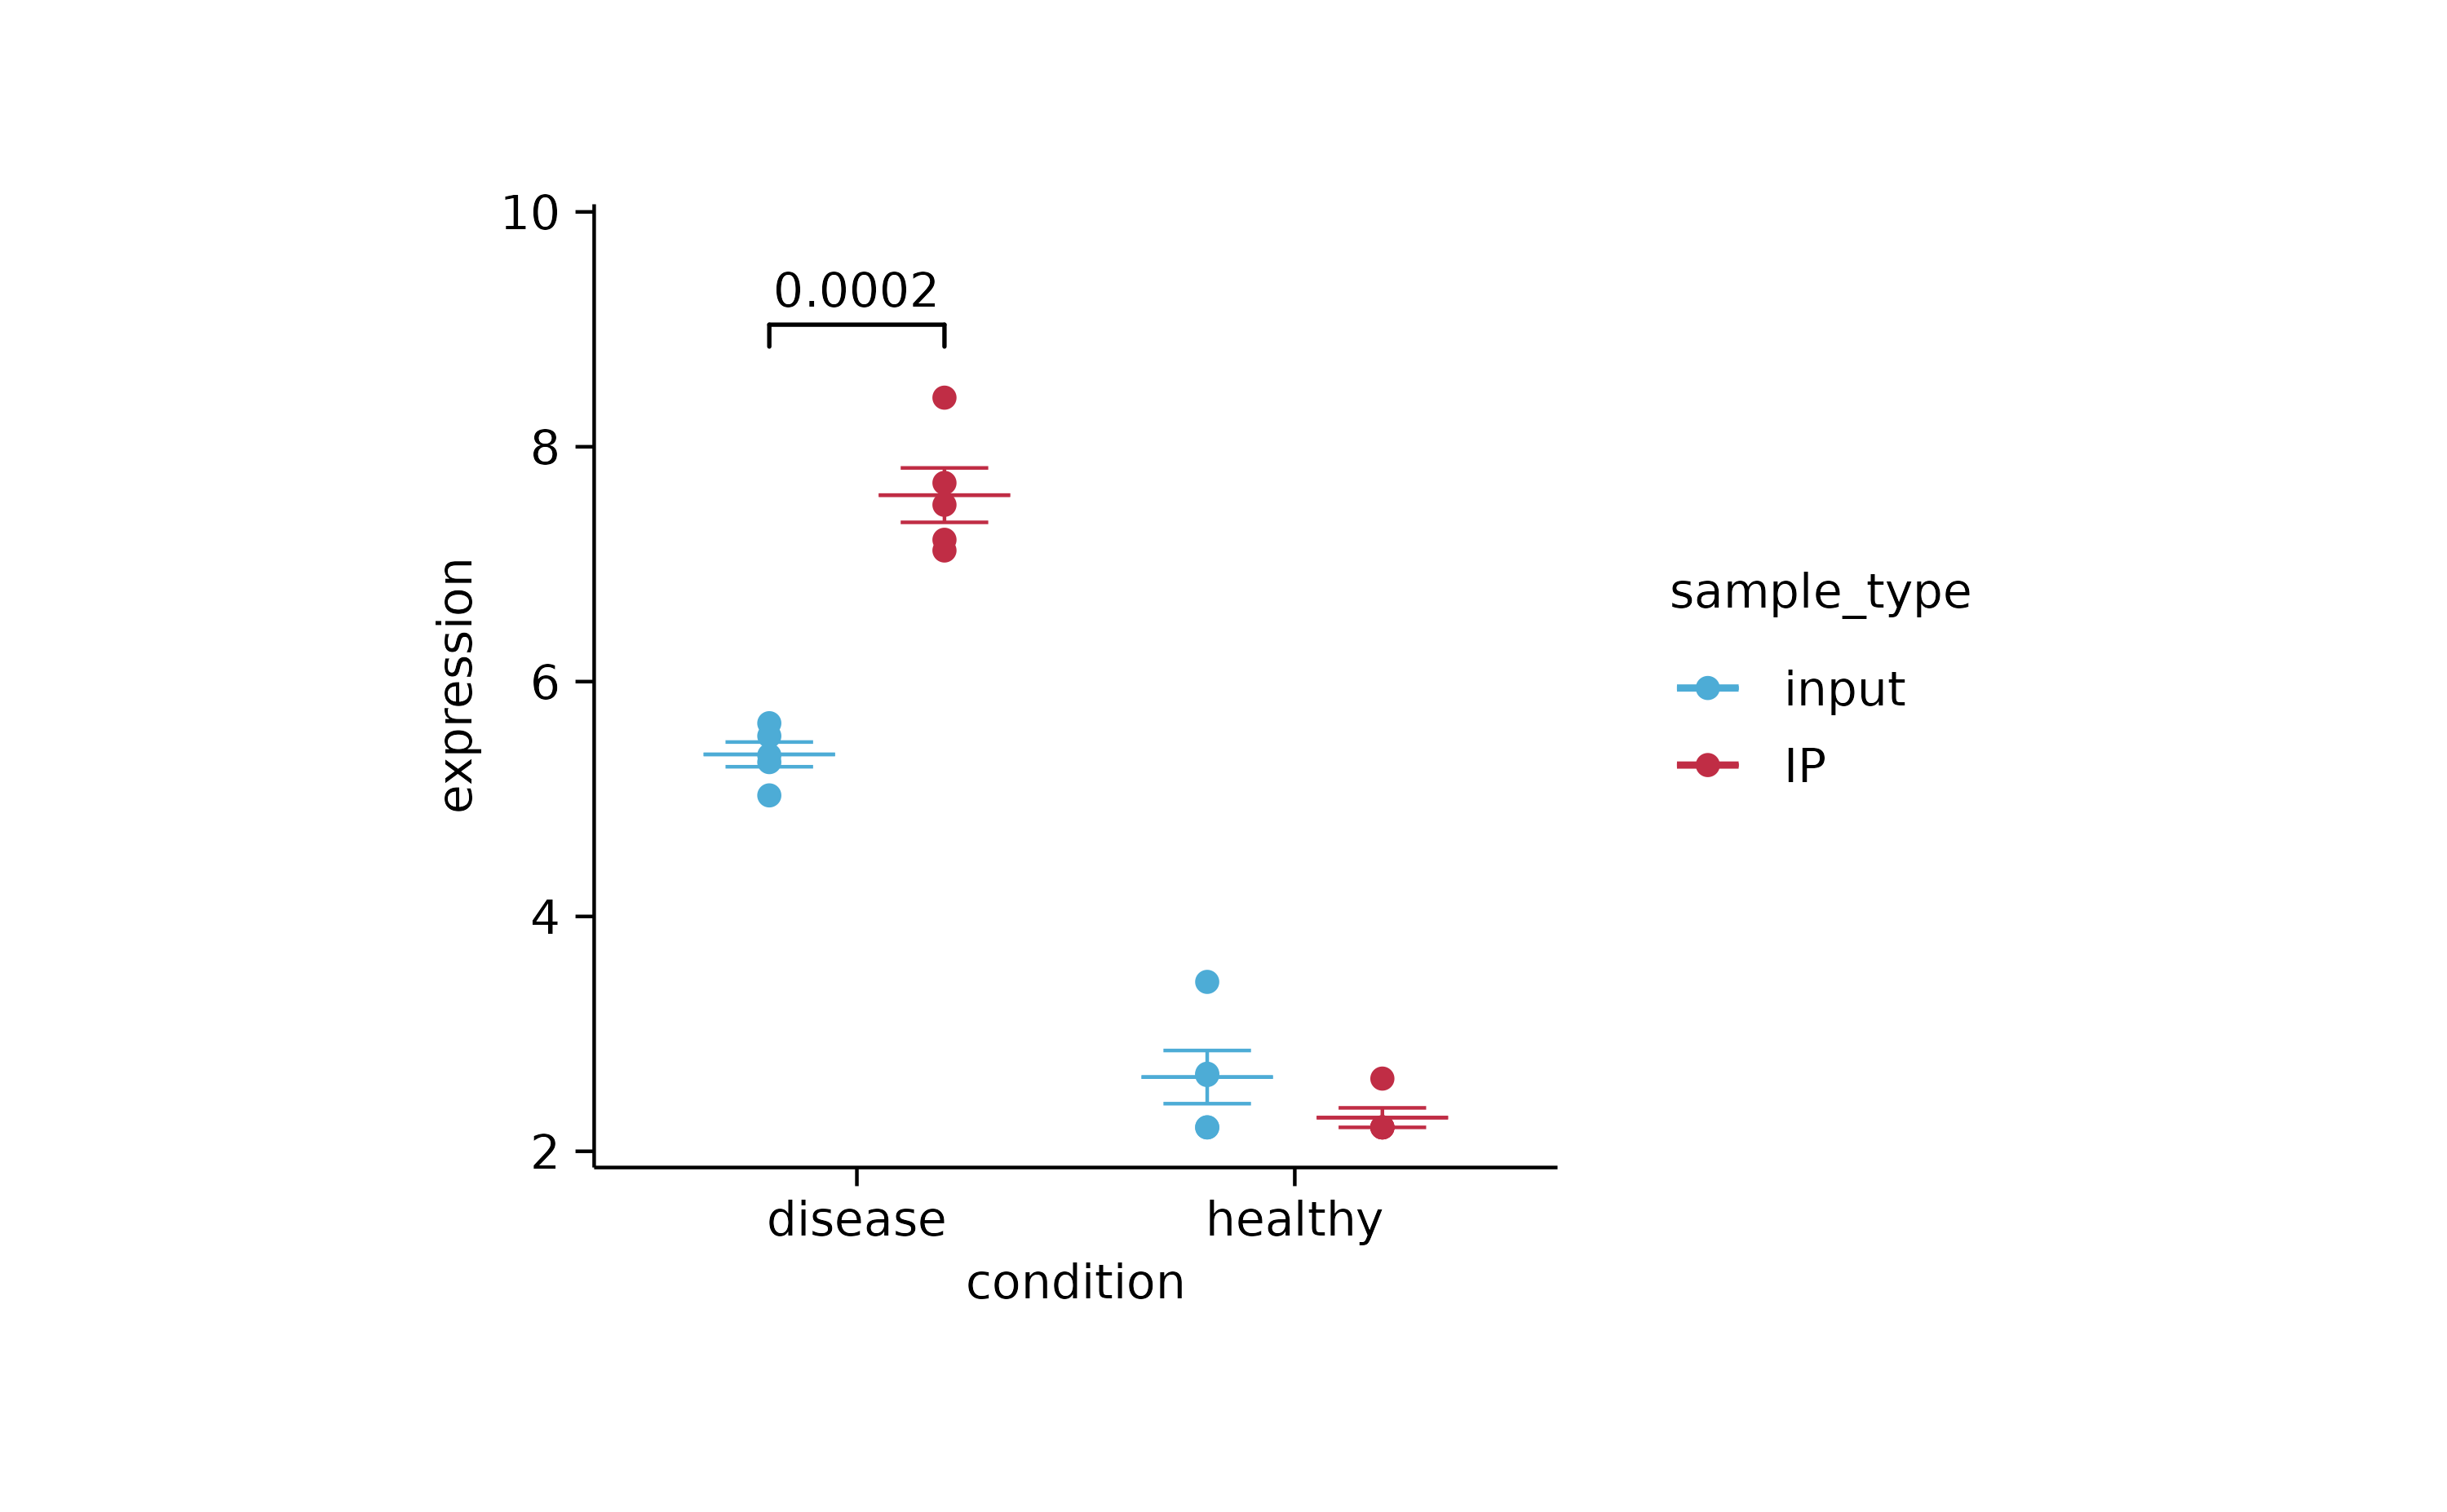 10
0.0002
8
6
4
2
expression
disease
healthy
condition
sample_type
input
IP